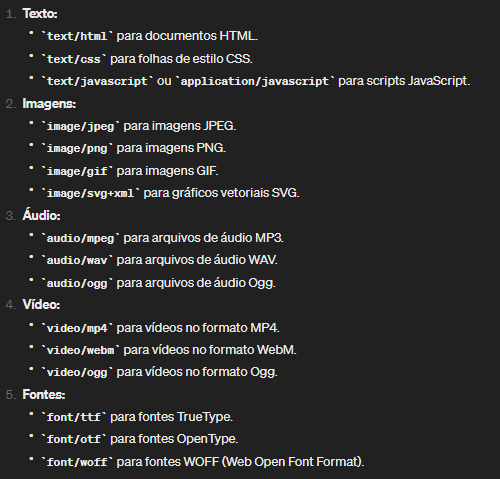 1. Texto:
• `text/html` para documentos HTML.
• `text/css` para folhas de estilo CSS.
• `text/javascript` ou `application/javascript` para scripts JavaScript.
2. Imagens:
• `image/jpeg` para imagens JPEG.
• `image/png` para imagens PNG.
• `image/gif` para imagens GIF.
• `image/svg+xml` para gráficos vetoriais SVG.
3. Áudio:
• `audio/mpeg` para arquivos de áudio MP3.
• `audio/wav` para arquivos de áudio WAV.
• `audio/ogg` para arquivos de áudio Ogg.
4. Vídeo:
• `video/mp4` para vídeos no formato MP4.
• `video/webm` para vídeos no formato WebM.
• `video/ogg` para vídeos no formato Ogg.
5. Fontes:
• `font/ttf` para fontes TrueType.
• `font/otf` para fontes OpenType.
• `font/woff` para fontes WOFF (Web Open Font Format).